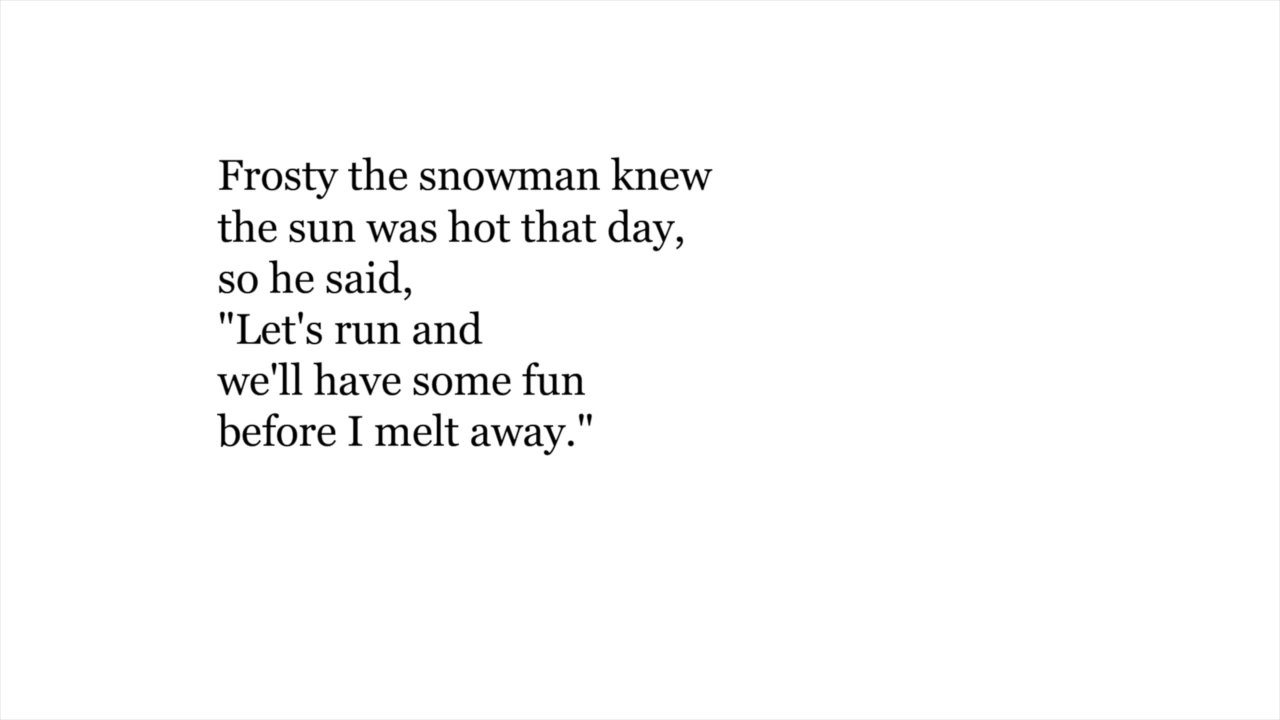 Frosty the snowman knew
the sun was hot that day,
so he said,
"Let's run and
we'll have some fun
before I melt away."